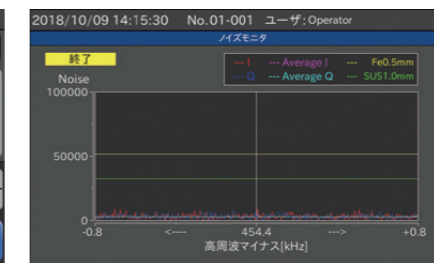 2018/10/09 14:15:30 No.01-001 ユーザ:Operator
ノイズモニタ
終了
--- I --- Average I --- Fe0.5mm
--- Q --- Average Q --- SUS1.0mm
Noise
100000
50000
0
-0.8 <---- 454.4 ---> +0.8
高周波マイナス[kHz]